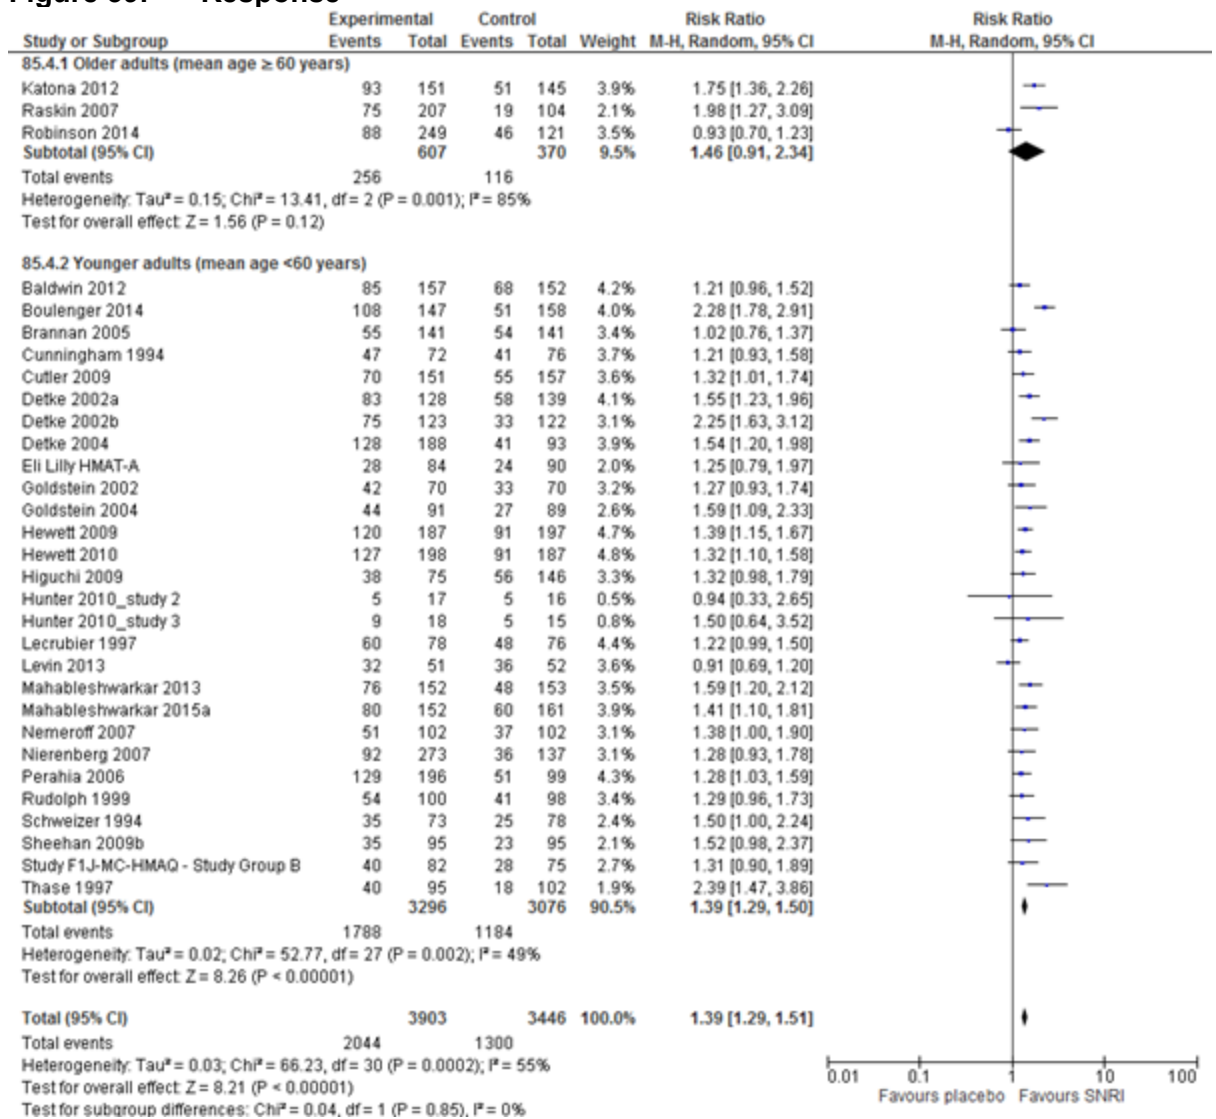 Experimental Control Risk Ratio Risk Ratio
Study or Subgroup Events Total Events Total Weight M-H, Random, 95% CI M-H, Random, 95% CI
85.4.1 Older adults (mean age ≥ 60 years)
Katona 2012 93 151 51 145 3.9% 1.75 [1.36, 2.26]
Raskin 2007 75 207 19 104 2.1% 1.98 [1.27, 3.09]
Robinson 2014 88 249 46 121 3.5% 0.93 [0.70, 1.23]
Subtotal (95% CI) 607 370 9.5% 1.46 [0.91, 2.34]
Total events 256 116
Heterogeneity: Tau² = 0.15; Chi² = 13.41, df = 2 (P = 0.001); I² = 85%
Test for overall effect: Z = 1.56 (P = 0.12)
85.4.2 Younger adults (mean age <60 years)
Baldwin 2012 85 157 68 152 4.2% 1.21 [0.96, 1.52]
Boulenger 2014 108 147 51 158 4.0% 2.28 [1.78, 2.91]
Brannan 2005 55 141 54 141 3.4% 1.02 [0.76, 1.37]
Cunningham 1994 47 72 41 76 3.7% 1.21 [0.93, 1.58]
Cutler 2009 70 151 55 157 3.6% 1.32 [1.01, 1.74]
Detke 2002a 83 128 58 139 4.1% 1.55 [1.23, 1.96]
Detke 2002b 75 123 33 122 3.1% 2.25 [1.63, 3.12]
Detke 2004 128 188 41 93 3.9% 1.54 [1.20, 1.98]
Eli Lilly HMAT-A 28 84 24 90 2.0% 1.25 [0.79, 1.97]
Goldstein 2002 42 70 33 70 3.2% 1.27 [0.93, 1.74]
Goldstein 2004 44 91 27 89 2.6% 1.59 [1.09, 2.33]
Hewett 2009 120 187 91 197 4.7% 1.39 [1.15, 1.67]
Hewett 2010 127 198 91 187 4.8% 1.32 [1.10, 1.58]
Higuchi 2009 38 75 56 146 3.3% 1.32 [0.98, 1.79]
Hunter 2010_study 2 5 17 5 16 0.5% 0.94 [0.33, 2.65]
Hunter 2010_study 3 9 18 5 15 0.8% 1.50 [0.64, 3.52]
Lecrubier 1997 60 78 48 76 4.4% 1.22 [0.99, 1.50]
Levin 2013 32 51 36 52 3.6% 0.91 [0.69, 1.20]
Mahableshwarkar 2013 76 152 48 153 3.5% 1.59 [1.20, 2.12]
Mahableshwarkar 2015a 80 152 60 161 3.9% 1.41 [1.10, 1.81]
Nemeroff 2007 51 102 37 102 3.1% 1.38 [1.00, 1.90]
Nierenberg 2007 92 273 36 137 3.1% 1.28 [0.93, 1.78]
Perahia 2006 129 196 51 99 4.3% 1.28 [1.03, 1.59]
Rudolph 1999 54 100 41 98 3.4% 1.29 [0.96, 1.73]
Schweizer 1994 35 73 25 78 2.4% 1.50 [1.00, 2.24]
Sheehan 2009b 35 95 23 95 2.1% 1.52 [0.98, 2.37]
Study F1J-MC-HMAQ - Study Group B 40 82 28 75 2.7% 1.31 [0.90, 1.89]
Thase 1997 40 95 18 102 1.9% 2.39 [1.47, 3.86]
Subtotal (95% CI) 3296 3076 90.5% 1.39 [1.29, 1.50]
Total events 1788 1184
Heterogeneity: Tau² = 0.02; Chi² = 52.77, df = 27 (P = 0.002); I² = 49%
Test for overall effect: Z = 8.26 (P < 0.00001)
Total (95% CI) 3903 3446 100.0% 1.39 [1.29, 1.51]
Total events 2044 1300
Heterogeneity: Tau² = 0.03; Chi² = 66.23, df = 30 (P = 0.0002); I² = 55%
Test for overall effect: Z = 8.21 (P < 0.00001)
Test for subgroup differences: Chi² = 0.04, df = 1 (P = 0.85), I² = 0%
0.01 0.1 1 10 100
Favours placebo Favours SNRI